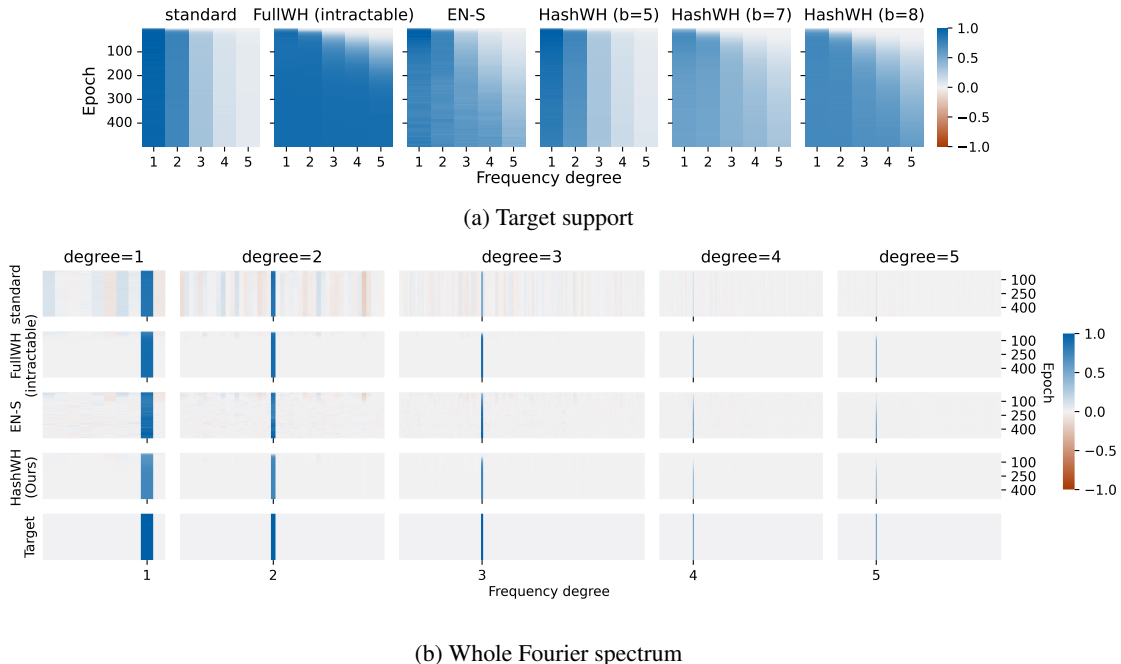 standard FullWH (intractable) EN-S HashWH (b=5) HashWH (b=7) HashWH (b=8)
Epoch
100
200
300
400
1 2 3 4 5 1 2 3 4 5 1 2 3 4 5 1 2 3 4 5 1 2 3 4 5 1 2 3 4 5
Frequency degree
1.0
0.5
0.0
−0.5
−1.0
(a) Target support
degree=1 degree=2 degree=3 degree=4 degree=5
standard
100
250
400
FullWH
(intractable)
100
250
400
EN-S
100
250
400
HashWH
(Ours)
100
250
400
Target
Epoch
1.0
0.5
0.0
−0.5
−1.0
1 2 3 4 5
Frequency degree
(b) Whole Fourier spectrum